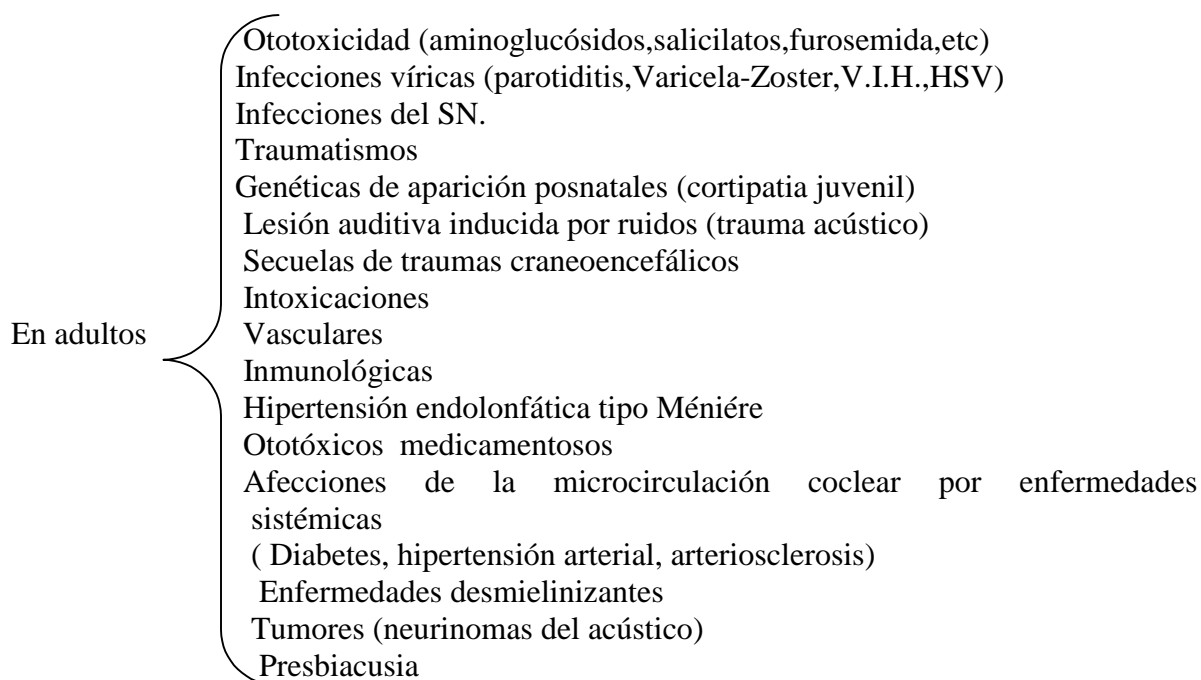 Ototoxicidad (aminoglucósidos,salicilatos,furosemida,etc)
Infecciones víricas (parotiditis,Varicela-Zoster,V.I.H.,HSV)
Infecciones del SN.
Traumatismos
Genéticas de aparición posnatales (cortipatia juvenil)
Lesión auditiva inducida por ruidos (trauma acústico)
Secuelas de traumas craneoencefálicos
Intoxicaciones
En adultos Vasculares
Inmunológicas
Hipertensión endolonfática tipo Méniére
Ototóxicos medicamentosos
Afecciones de la microcirculación coclear por enfermedades
sistémicas
( Diabetes, hipertensión arterial, arteriosclerosis)
Enfermedades desmielinizantes
Tumores (neurinomas del acústico)
Presbiacusia